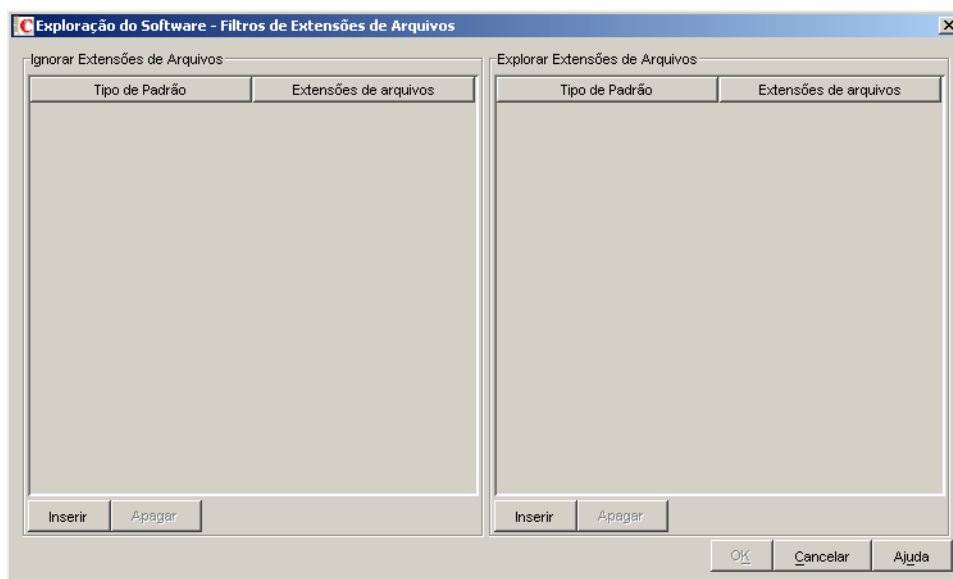 Exploração do Software - Filtros de Extensões de Arquivos
Ignorar Extensões de Arquivos
Tipo de Padrão
Extensões de arquivos
Inserir
Apagar
Explorar Extensões de Arquivos
Tipo de Padrão
Extensões de arquivos
Inserir
Apagar
OK
Cancelar
Ajuda